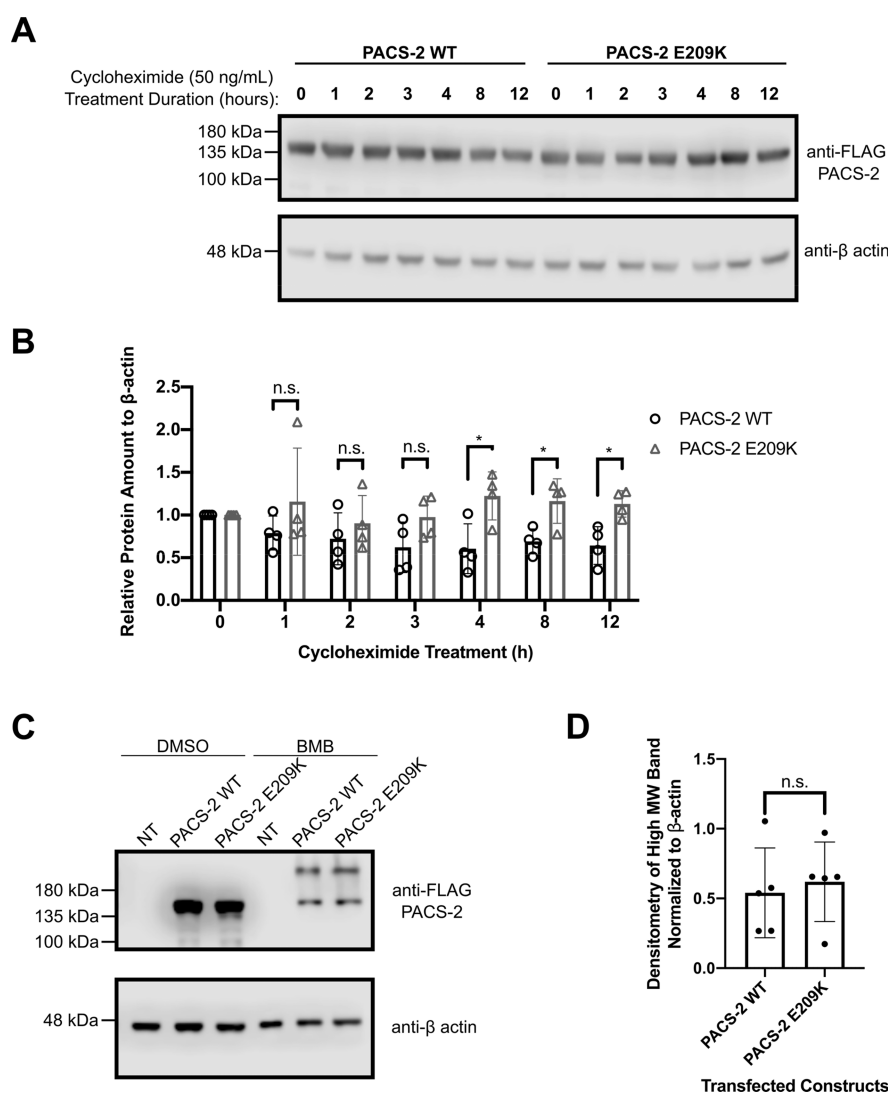 A
PACS-2 WT PACS-2 E209K
Cycloheximide (50 ng/mL)
Treatment Duration (hours): 0 1 2 3 4 8 12 0 1 2 3 4 8 12
180 kDa
135 kDa
100 kDa
anti-FLAG
PACS-2
48 kDa
anti-β actin
B
Relative Protein Amount to β-actin
2.5
2.0
1.5
1.0
0.5
0.0
n.s. n.s. n.s. * * *
PACS-2 WT
PACS-2 E209K
0 1 2 3 4 8 12
Cycloheximide Treatment (h)
C
DMSO BMB
NT PACS-2 WT PACS-2 E209K NT PACS-2 WT PACS-2 E209K
180 kDa
135 kDa
100 kDa
anti-FLAG
PACS-2
48 kDa
anti-β actin
D
Densitometry of High MW Band
Normalized to β-actin
1.5
1.0
0.5
0.0
n.s.
PACS-2 WT PACS-2 E209K
Transfected Constructs